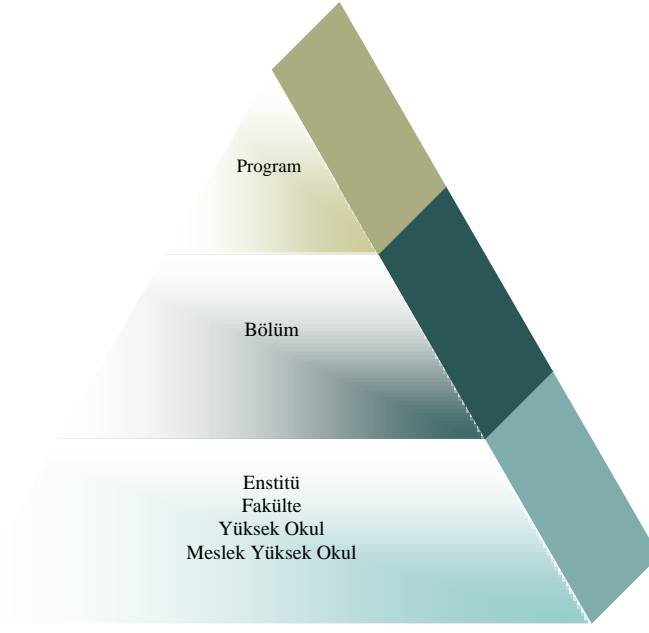 Program
Bölüm
Enstitü
Fakülte
Yüksek Okul
Meslek Yüksek Okul